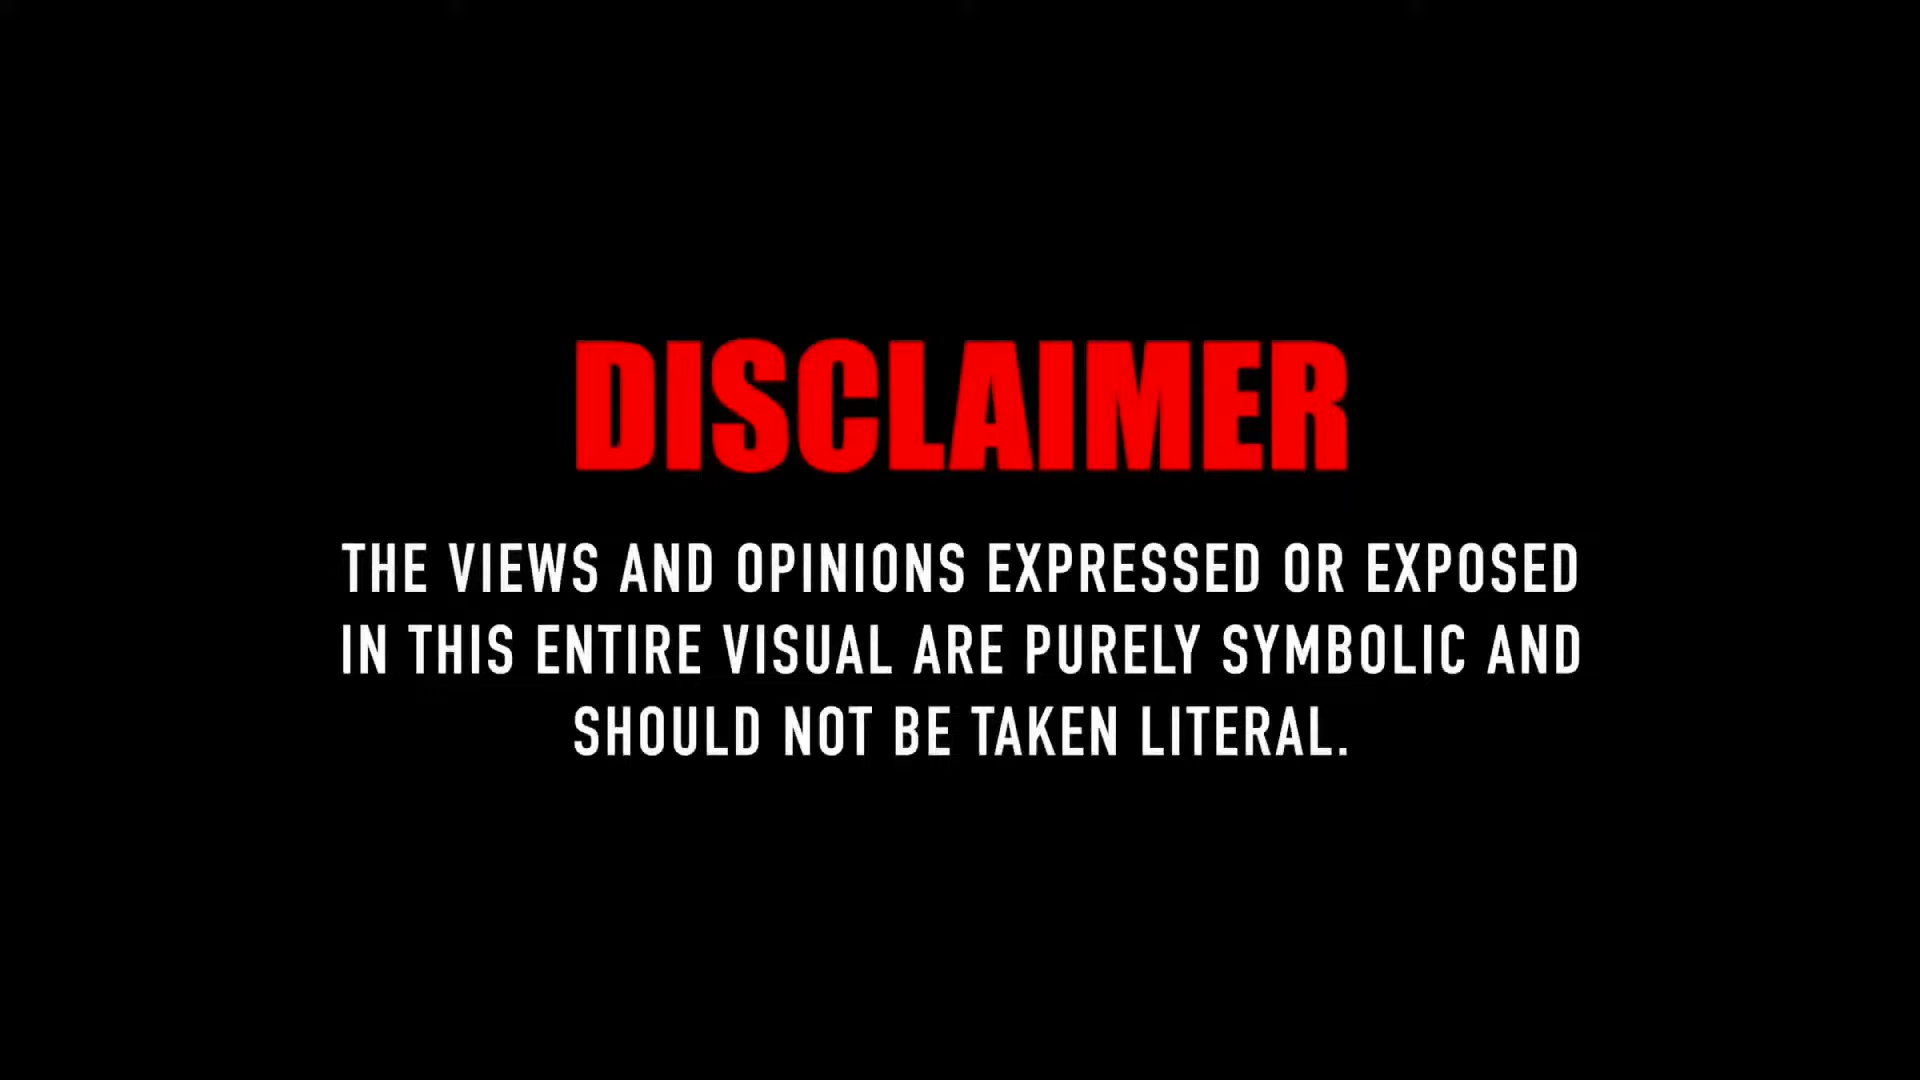 DISCLAIMER
THE VIEWS AND OPINIONS EXPRESSED OR EXPOSED
IN THIS ENTIRE VISUAL ARE PURELY SYMBOLIC AND
SHOULD NOT BE TAKEN LITERAL.